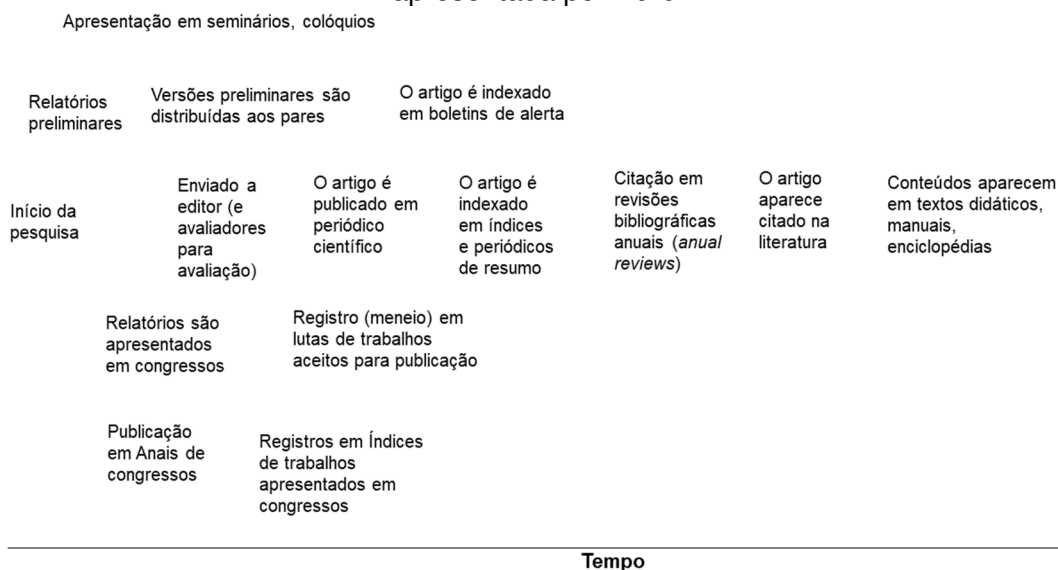 Apresentação em seminários, colóquios
Relatórios
preliminares
Versões preliminares são
distribuídas aos pares
O artigo é indexado
em boletins de alerta
Início da
pesquisa
Enviado a
editor (e
avaliadores
para
avaliação)
O artigo é
publicado em
periódico
científico
O artigo é
indexado
em índices
e periódicos
de resumo
Citação em
revisões
bibliográficas
anuais (anual
reviews)
O artigo
aparece
citado na
literatura
Conteúdos aparecem
em textos didáticos,
manuais,
enciclopédias
Relatórios são
apresentados
em congressos
Registro (meneio) em
lutas de trabalhos
aceitos para publicação
Publicação
em Anais de
congressos
Registros em Índices
de trabalhos
apresentados em
congressos
Tempo